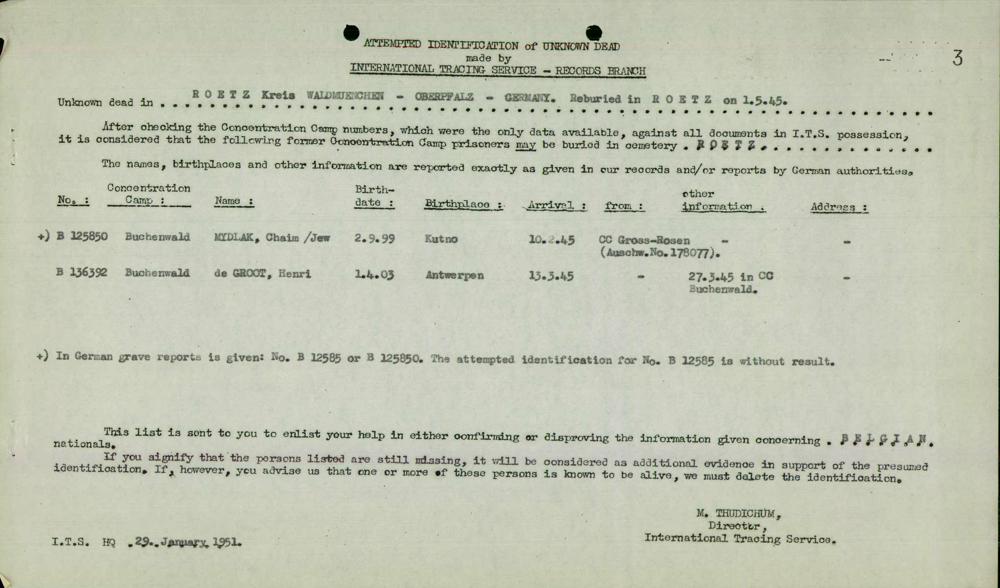 3
ATTEMPTED IDENTIFICATION of UNKNOWN DEAD
made by
INTERNATIONAL TRACING SERVICE - RECORDS BRANCH
Unknown dead in . ROETZ Kreis WALDMUENCHEN - OBERPFALZ - GERMANY. Reburied in ROETZ on 1.5.45.
After checking the Concentration Camp numbers, which were the only data available, against all documents in I.T.S. possession,
it is considered that the following former Concentration Camp prisoners may be buried in cemetery . ROETZ.
The names, birthplaces and other information are reported exactly as given in our records and/or reports by German authorities.
No. : Concentration Camp : Name : Birth-date : Birthplace : Arrival : from : other information . Address :
+) B 125850 Buchenwald MYDLAK, Chaim /Jew 2.9.99 Kutno 10.2.45 CC Gross-Rosen - -
(Auschw.No.178077).
B 136392 Buchenwald de GROOT, Henri 1.4.03 Antwerpen 13.3.45 - 27.3.45 in CC -
Buchenwald.
+) In German grave reports is given: No. B 12585 or B 125850. The attempted identification for No. B 12585 is without result.
This list is sent to you to enlist your help in either confirming or disproving the information given concerning . BELGIAN.
nationals.
If you signify that the persons listed are still missing, it will be considered as additional evidence in support of the presumed
identification. If, however, you advise us that one or more of these persons is known to be alive, we must delete the identification.
M. THUDICHUM,
Director,
International Tracing Service.
I.T.S. HQ .29. January 1951.